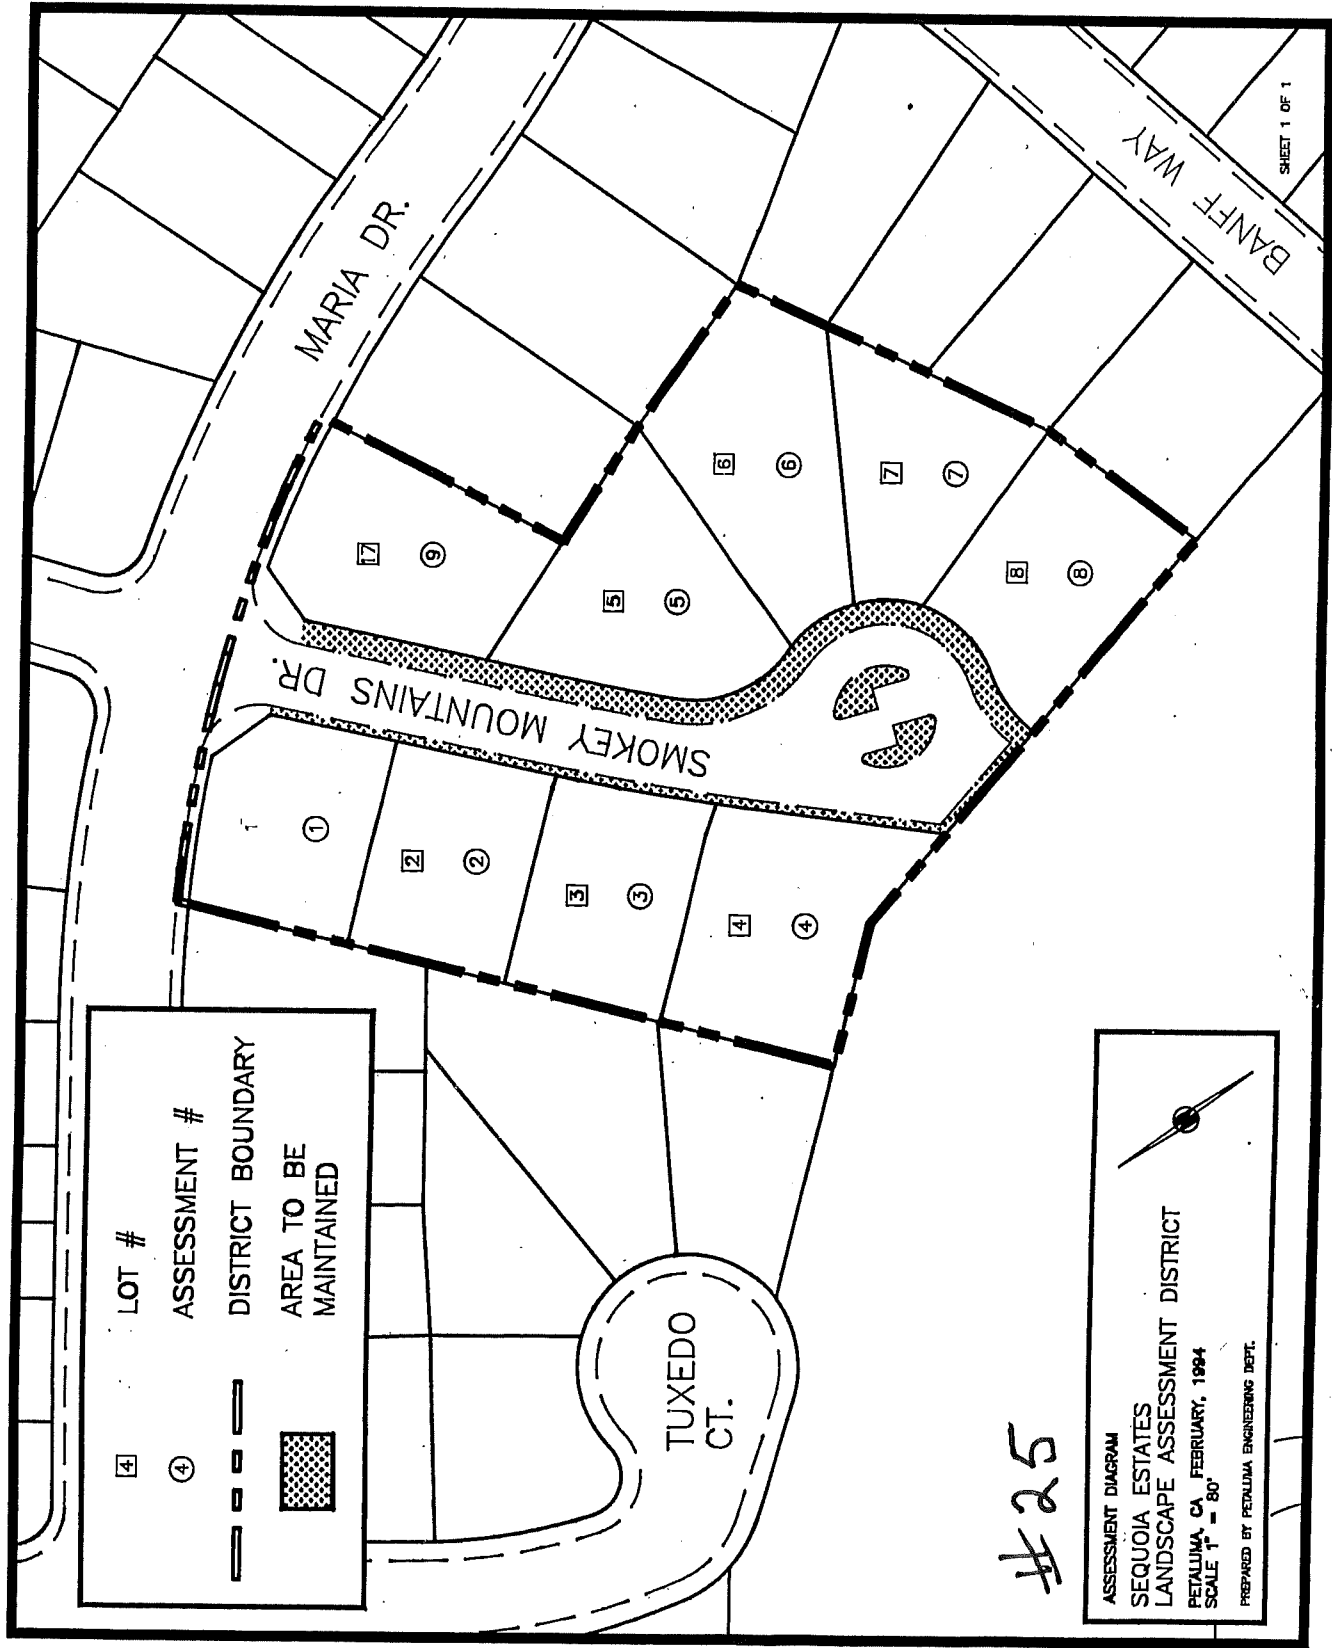 4 LOT #
4 ASSESSMENT #
DISTRICT BOUNDARY
AREA TO BE
MAINTAINED
MARIA DR.
SMOKEY MOUNTAINS DR.
BANFF WAY
TUXEDO
CT.
1
1
2
2
3
3
4
4
17
9
5
5
6
6
7
7
8
8
#25
ASSESSMENT DIAGRAM
SEQUOIA ESTATES
LANDSCAPE ASSESSMENT DISTRICT
PETALUMA, CA FEBRUARY, 1994
SCALE 1" = 80'
PREPARED BY PETALUMA ENGINEERING DEPT.
SHEET 1 OF 1